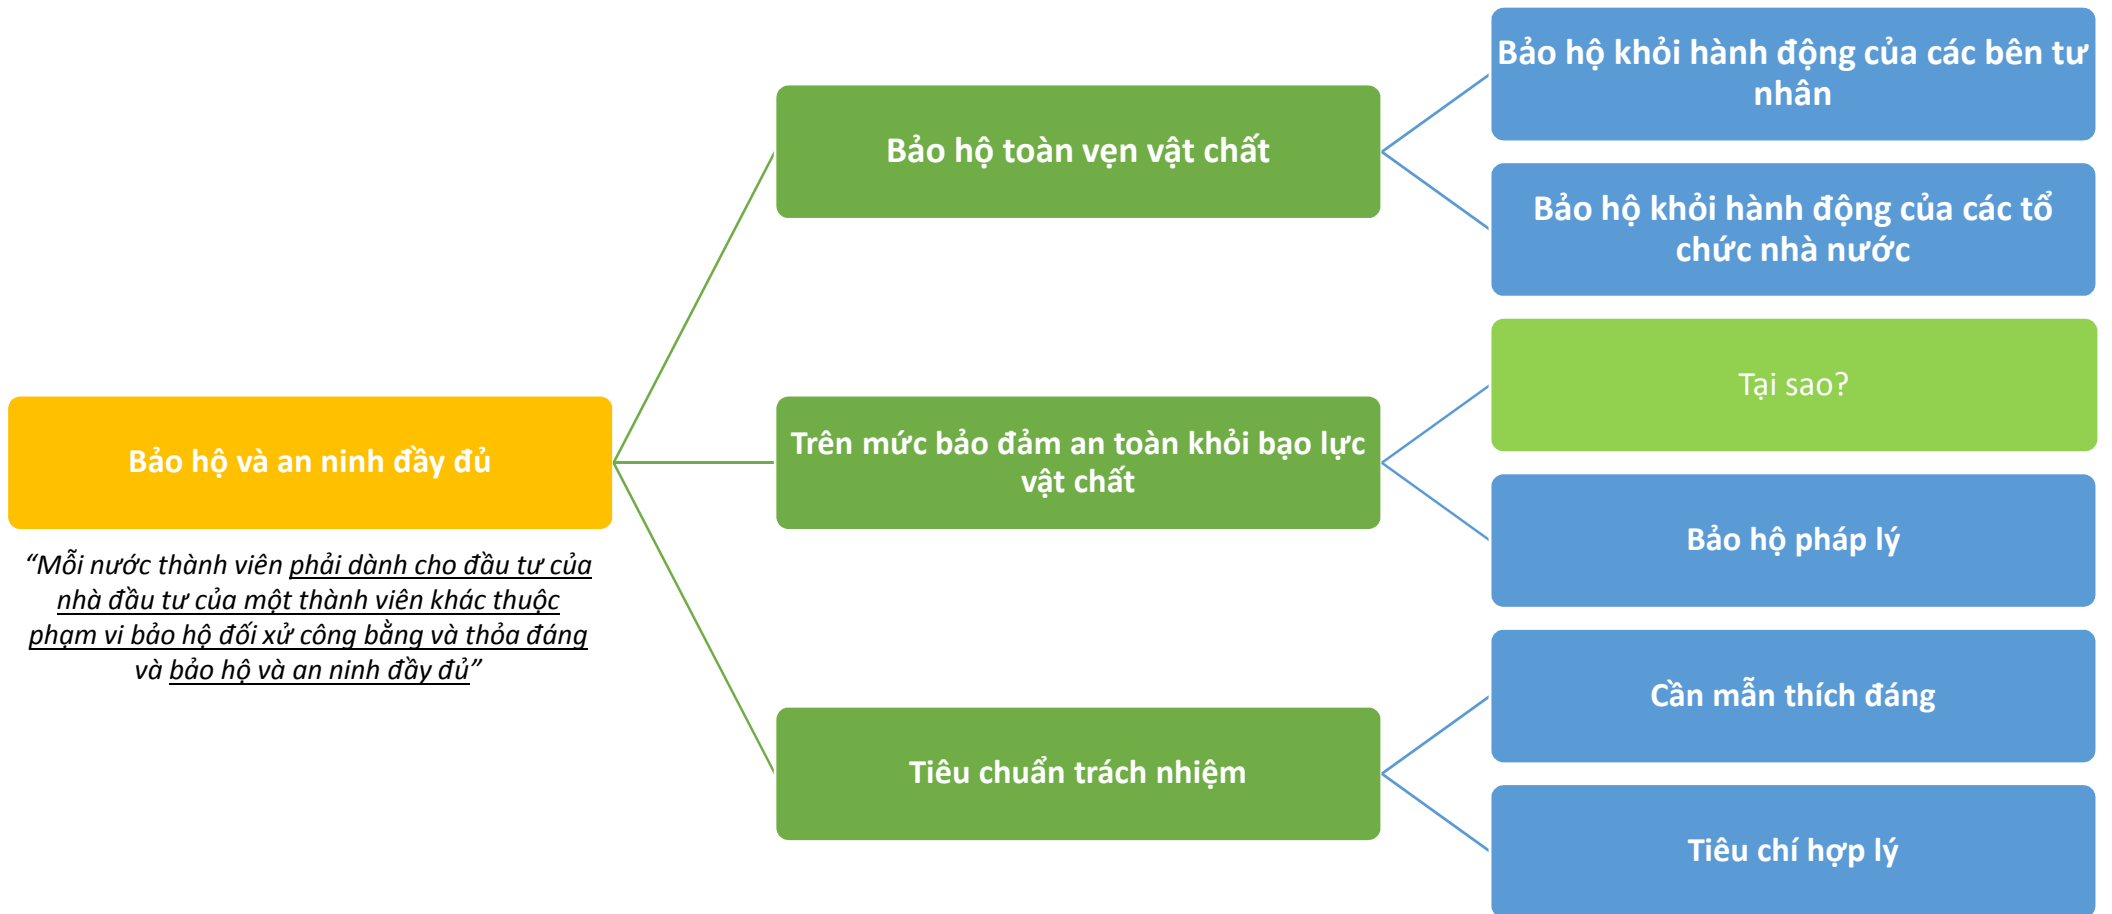 Bảo hộ và an ninh đầy đủ
“Mỗi nước thành viên phải dành cho đầu tư của
nhà đầu tư của một thành viên khác thuộc
phạm vi bảo hộ đối xử công bằng và thỏa đáng
và bảo hộ và an ninh đầy đủ”
Bảo hộ toàn vẹn vật chất
Bảo hộ khỏi hành động của các bên tư
nhân
Bảo hộ khỏi hành động của các tổ
chức nhà nước
Trên mức bảo đảm an toàn khỏi bạo lực
vật chất
Tại sao?
Bảo hộ pháp lý
Tiêu chuẩn trách nhiệm
Cần mẫn thích đáng
Tiêu chí hợp lý